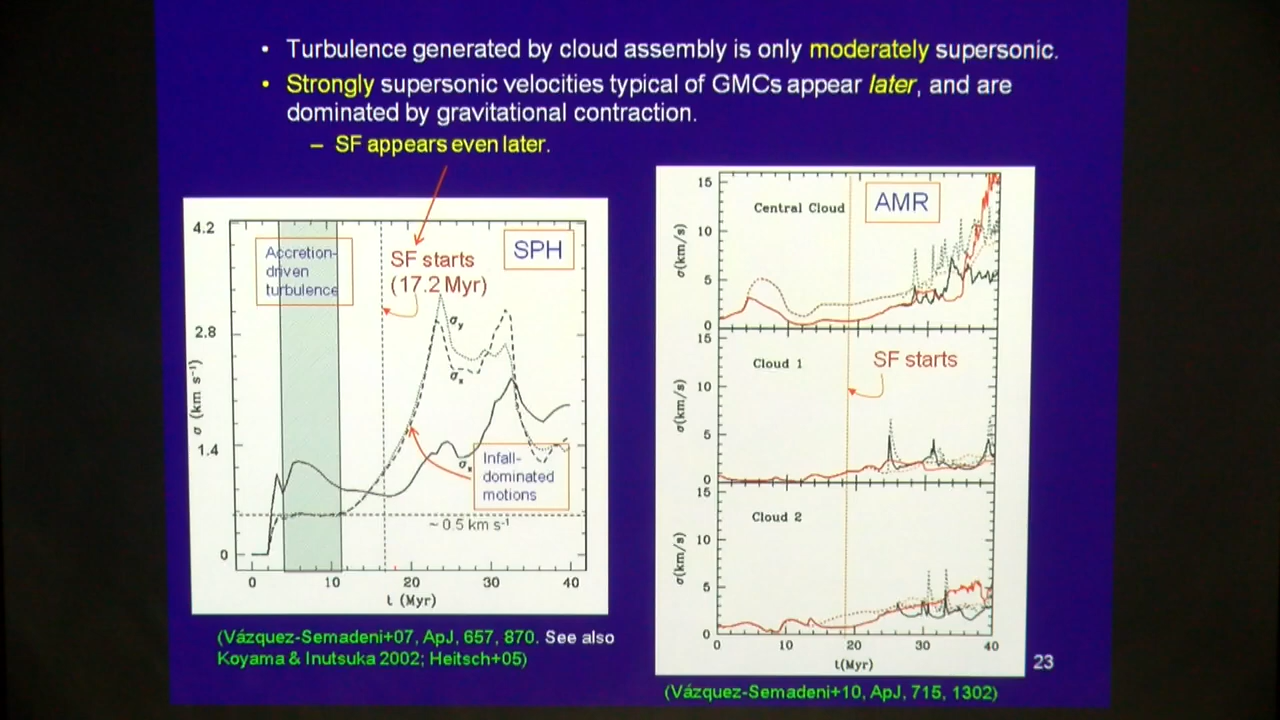 • Turbulence generated by cloud assembly is only moderately supersonic.
• Strongly supersonic velocities typical of GMCs appear later, and are
dominated by gravitational contraction.
– SF appears even later.
Accretion-
driven
turbulence
SF starts
(17.2 Myr)
SPH
σy
σx
σx
Infall-
dominated
motions
~ 0.5 km s-1
4.2
2.8
1.4
0
σ (km s-1)
0 10 20 30 40
t (Myr)
(Vázquez-Semadeni+07, ApJ, 657, 870. See also
Koyama & Inutsuka 2002; Heitsch+05)
Central Cloud
AMR
15
10
5
0
σ(km/s)
Cloud 1
SF starts
15
10
5
0
σ(km/s)
Cloud 2
15
10
5
0
σ(km/s)
0 10 20 30 40
t(Myr)
23
(Vázquez-Semadeni+10, ApJ, 715, 1302)